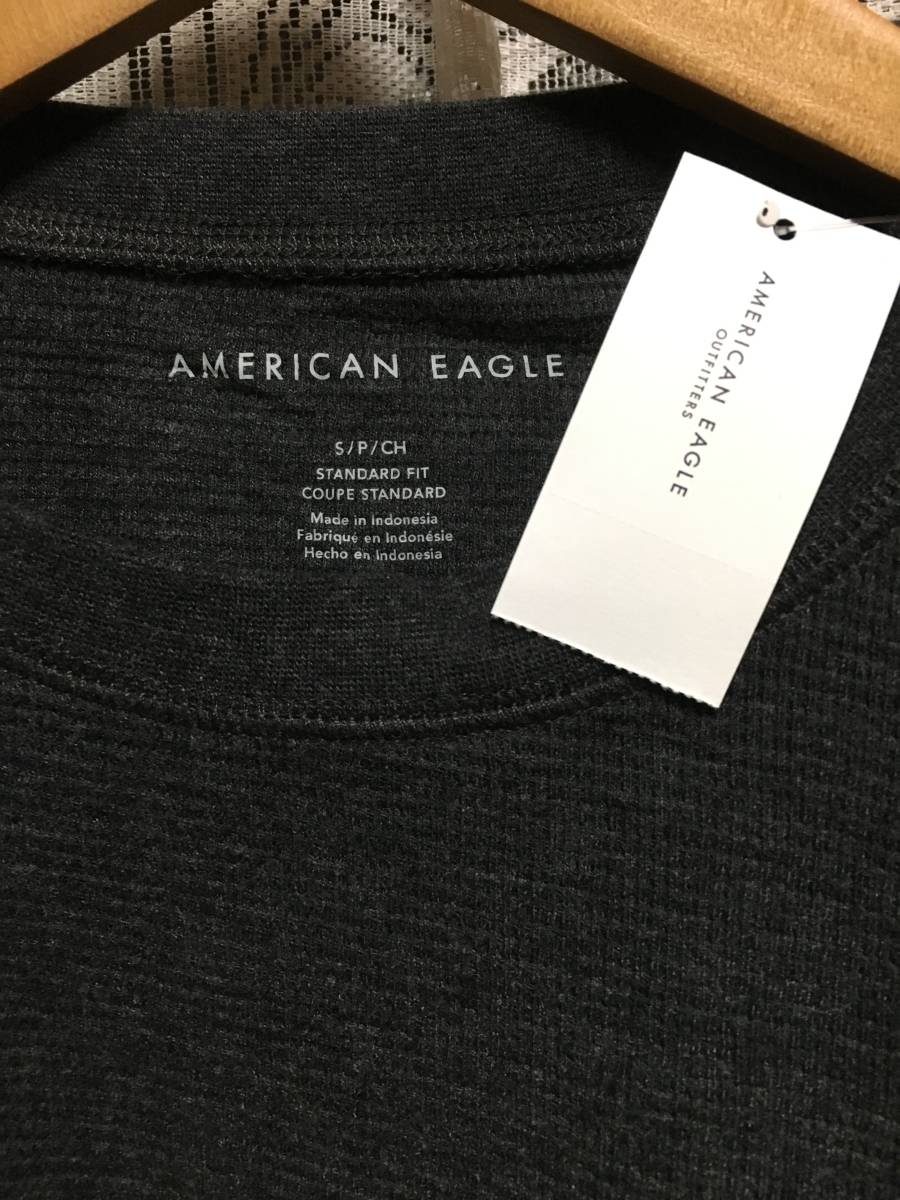 AMERICAN EAGLE
S/P/CH
STANDARD FIT
COUPE STANDARD
Made in Indonesia
Fabriqué en Indonésie
Hecho en Indonesia
AMERICAN EAGLE
OUTFITTERS